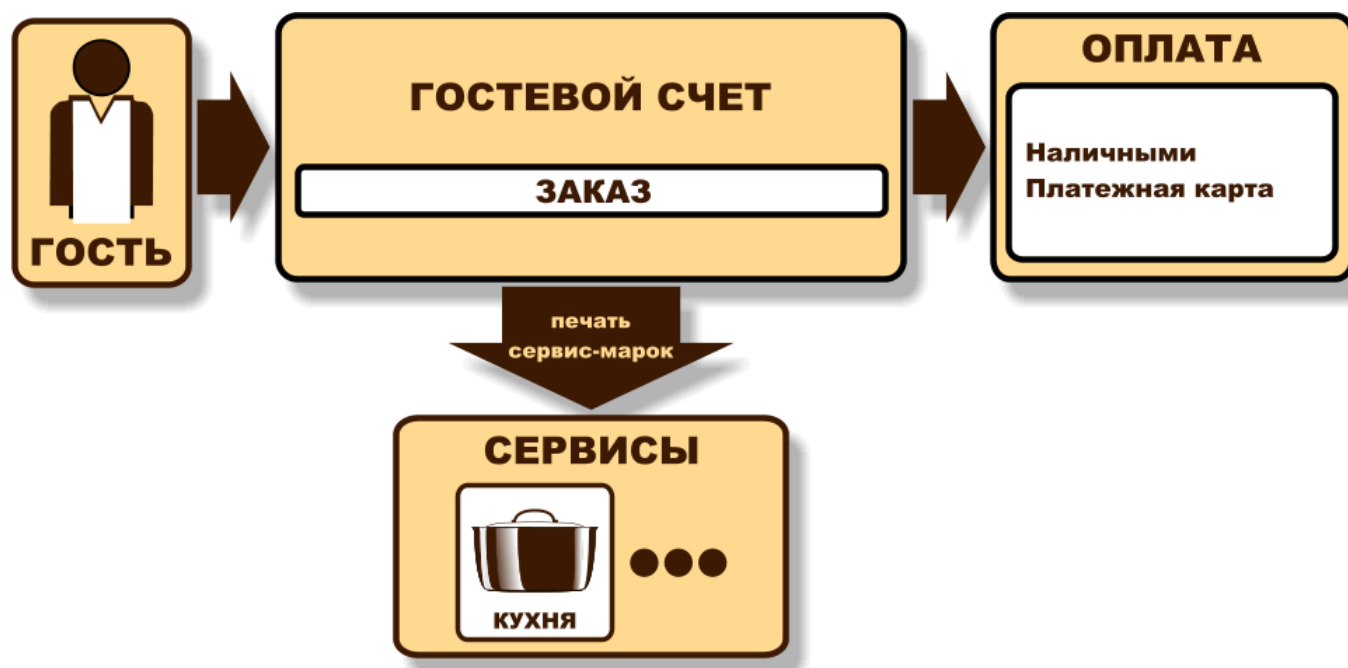 ГОСТЬ
ГОСТЕВОЙ СЧЕТ
ЗАКАЗ
ОПЛАТА
Наличными
Платежная карта
печать
сервис-марок
СЕРВИСЫ
КУХНЯ